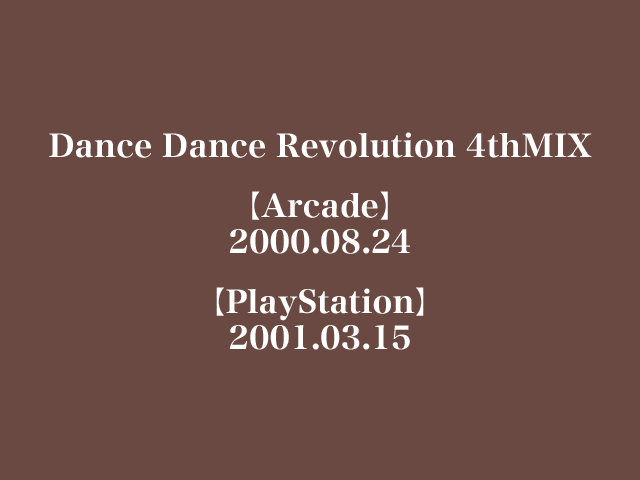 Dance Dance Revolution 4thMIX
【Arcade】
2000.08.24
【PlayStation】
2001.03.15